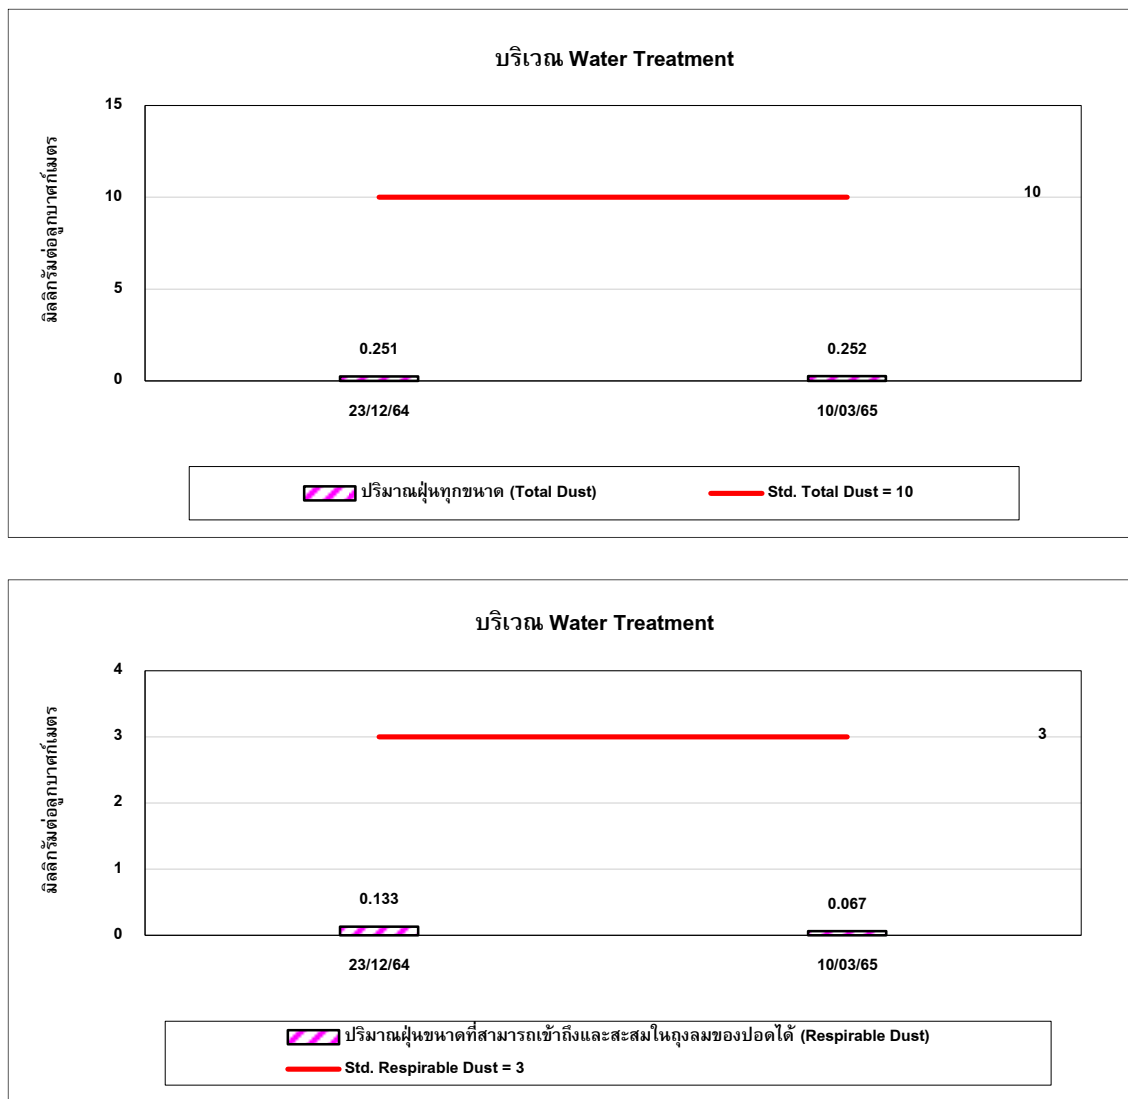 บริเวณ Water Treatment
มิลลิกรัมต่อลูกบาศก์เมตร
15
10
5
0
10
0.251
0.252
23/12/64
10/03/65
ปริมาณฝุ่นทุกขนาด (Total Dust)
Std. Total Dust = 10
บริเวณ Water Treatment
มิลลิกรัมต่อลูกบาศก์เมตร
4
3
2
1
0
3
0.133
0.067
23/12/64
10/03/65
ปริมาณฝุ่นขนาดที่สามารถเข้าถึงและสะสมในถุงลมของปอดได้ (Respirable Dust)
Std. Respirable Dust = 3